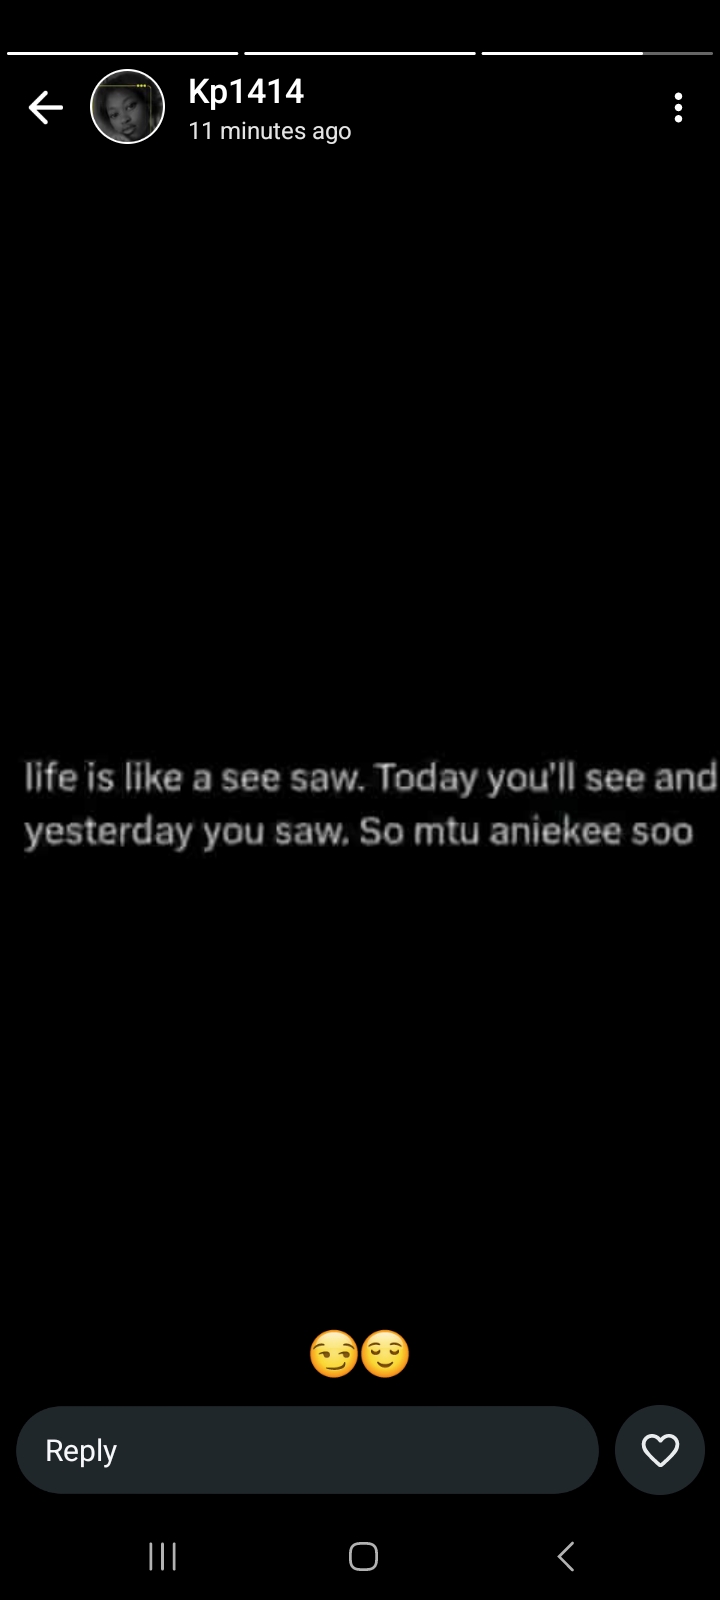 Kp1414
11 minutes ago
life is like a see saw. Today you'll see and
yesterday you saw. So mtu aniekee soo
😏😌
Reply